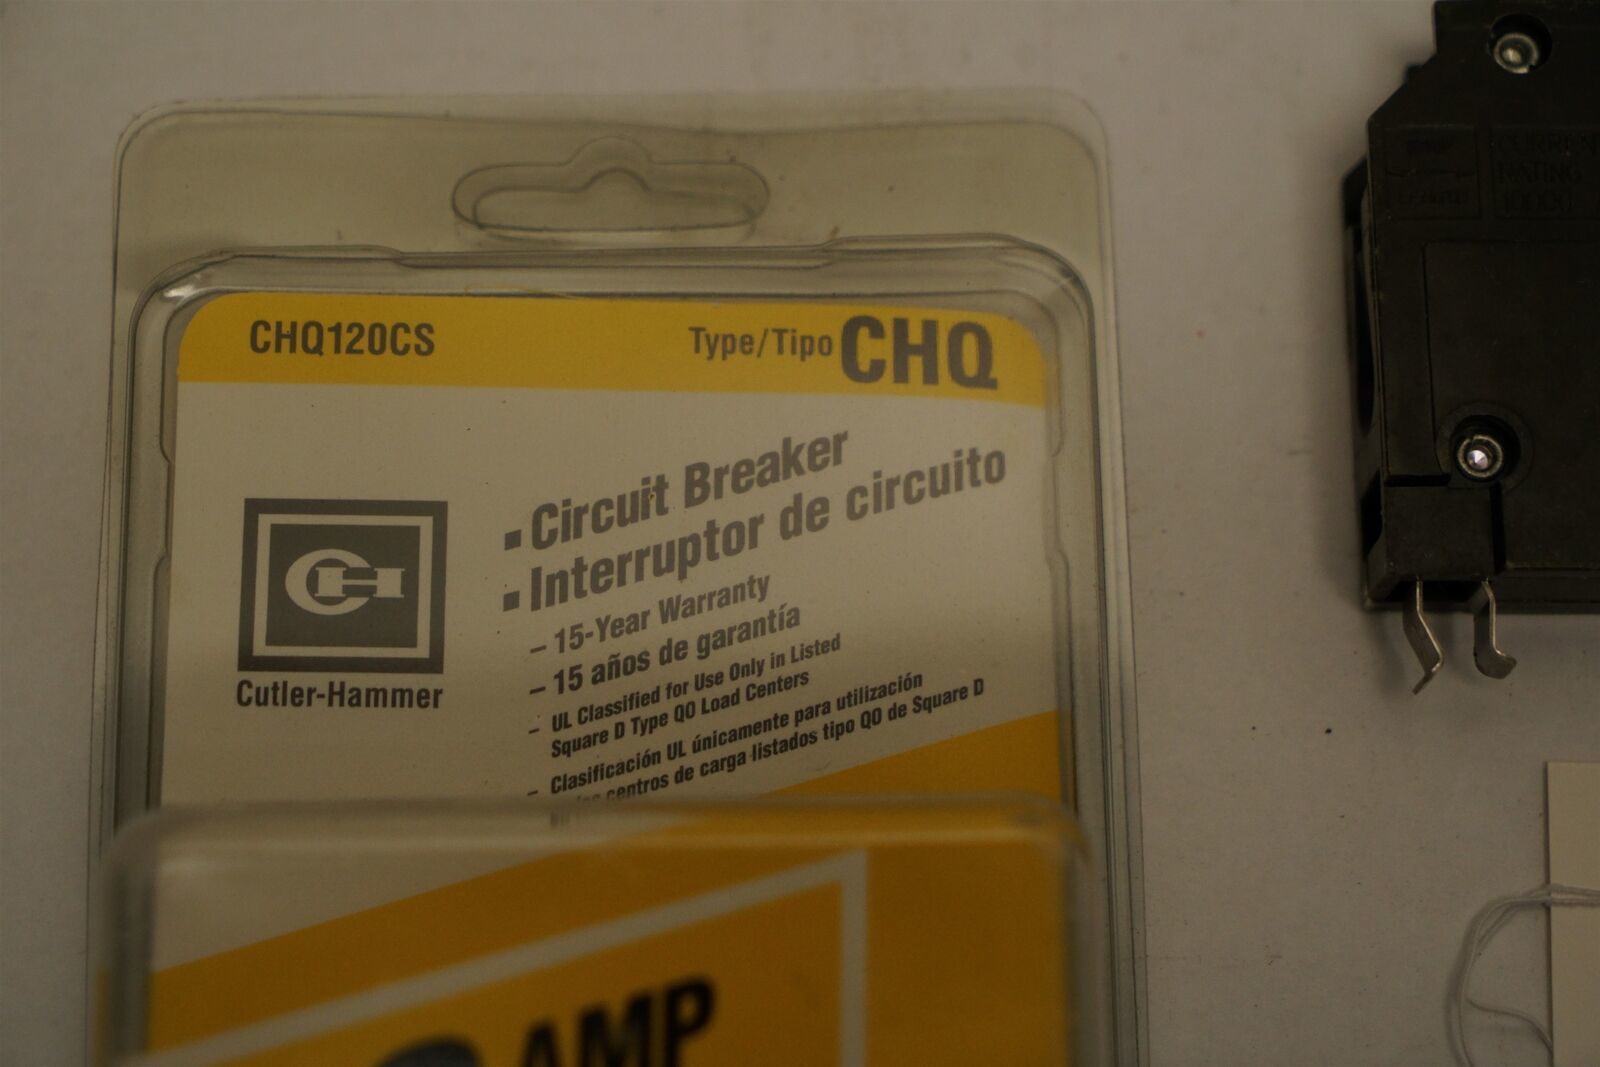 CHQ120CS
Type/Tipo CHQ
▪ Circuit Breaker
▪ Interruptor de circuito
– 15-Year Warranty
– 15 años de garantía
– UL Classified for Use Only in Listed
Square D Type QO Load Centers
– Clasificación UL únicamente para utilización
centros de carga listados tipo QO de Square D
CH
Cutler-Hammer
AMP
RATING